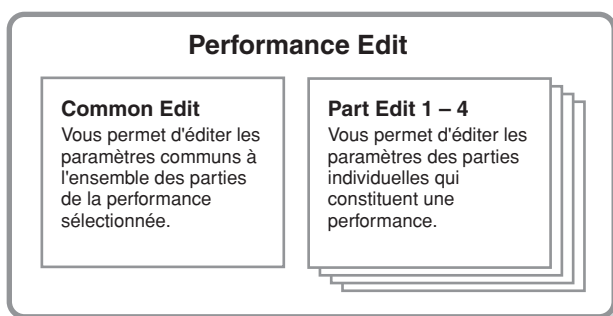 Performance Edit
Common Edit
Vous permet d'éditer les
paramètres communs à
l'ensemble des parties
de la performance
sélectionnée.
Part Edit 1 – 4
Vous permet d'éditer les
paramètres des parties
individuelles qui
constituent une
performance.